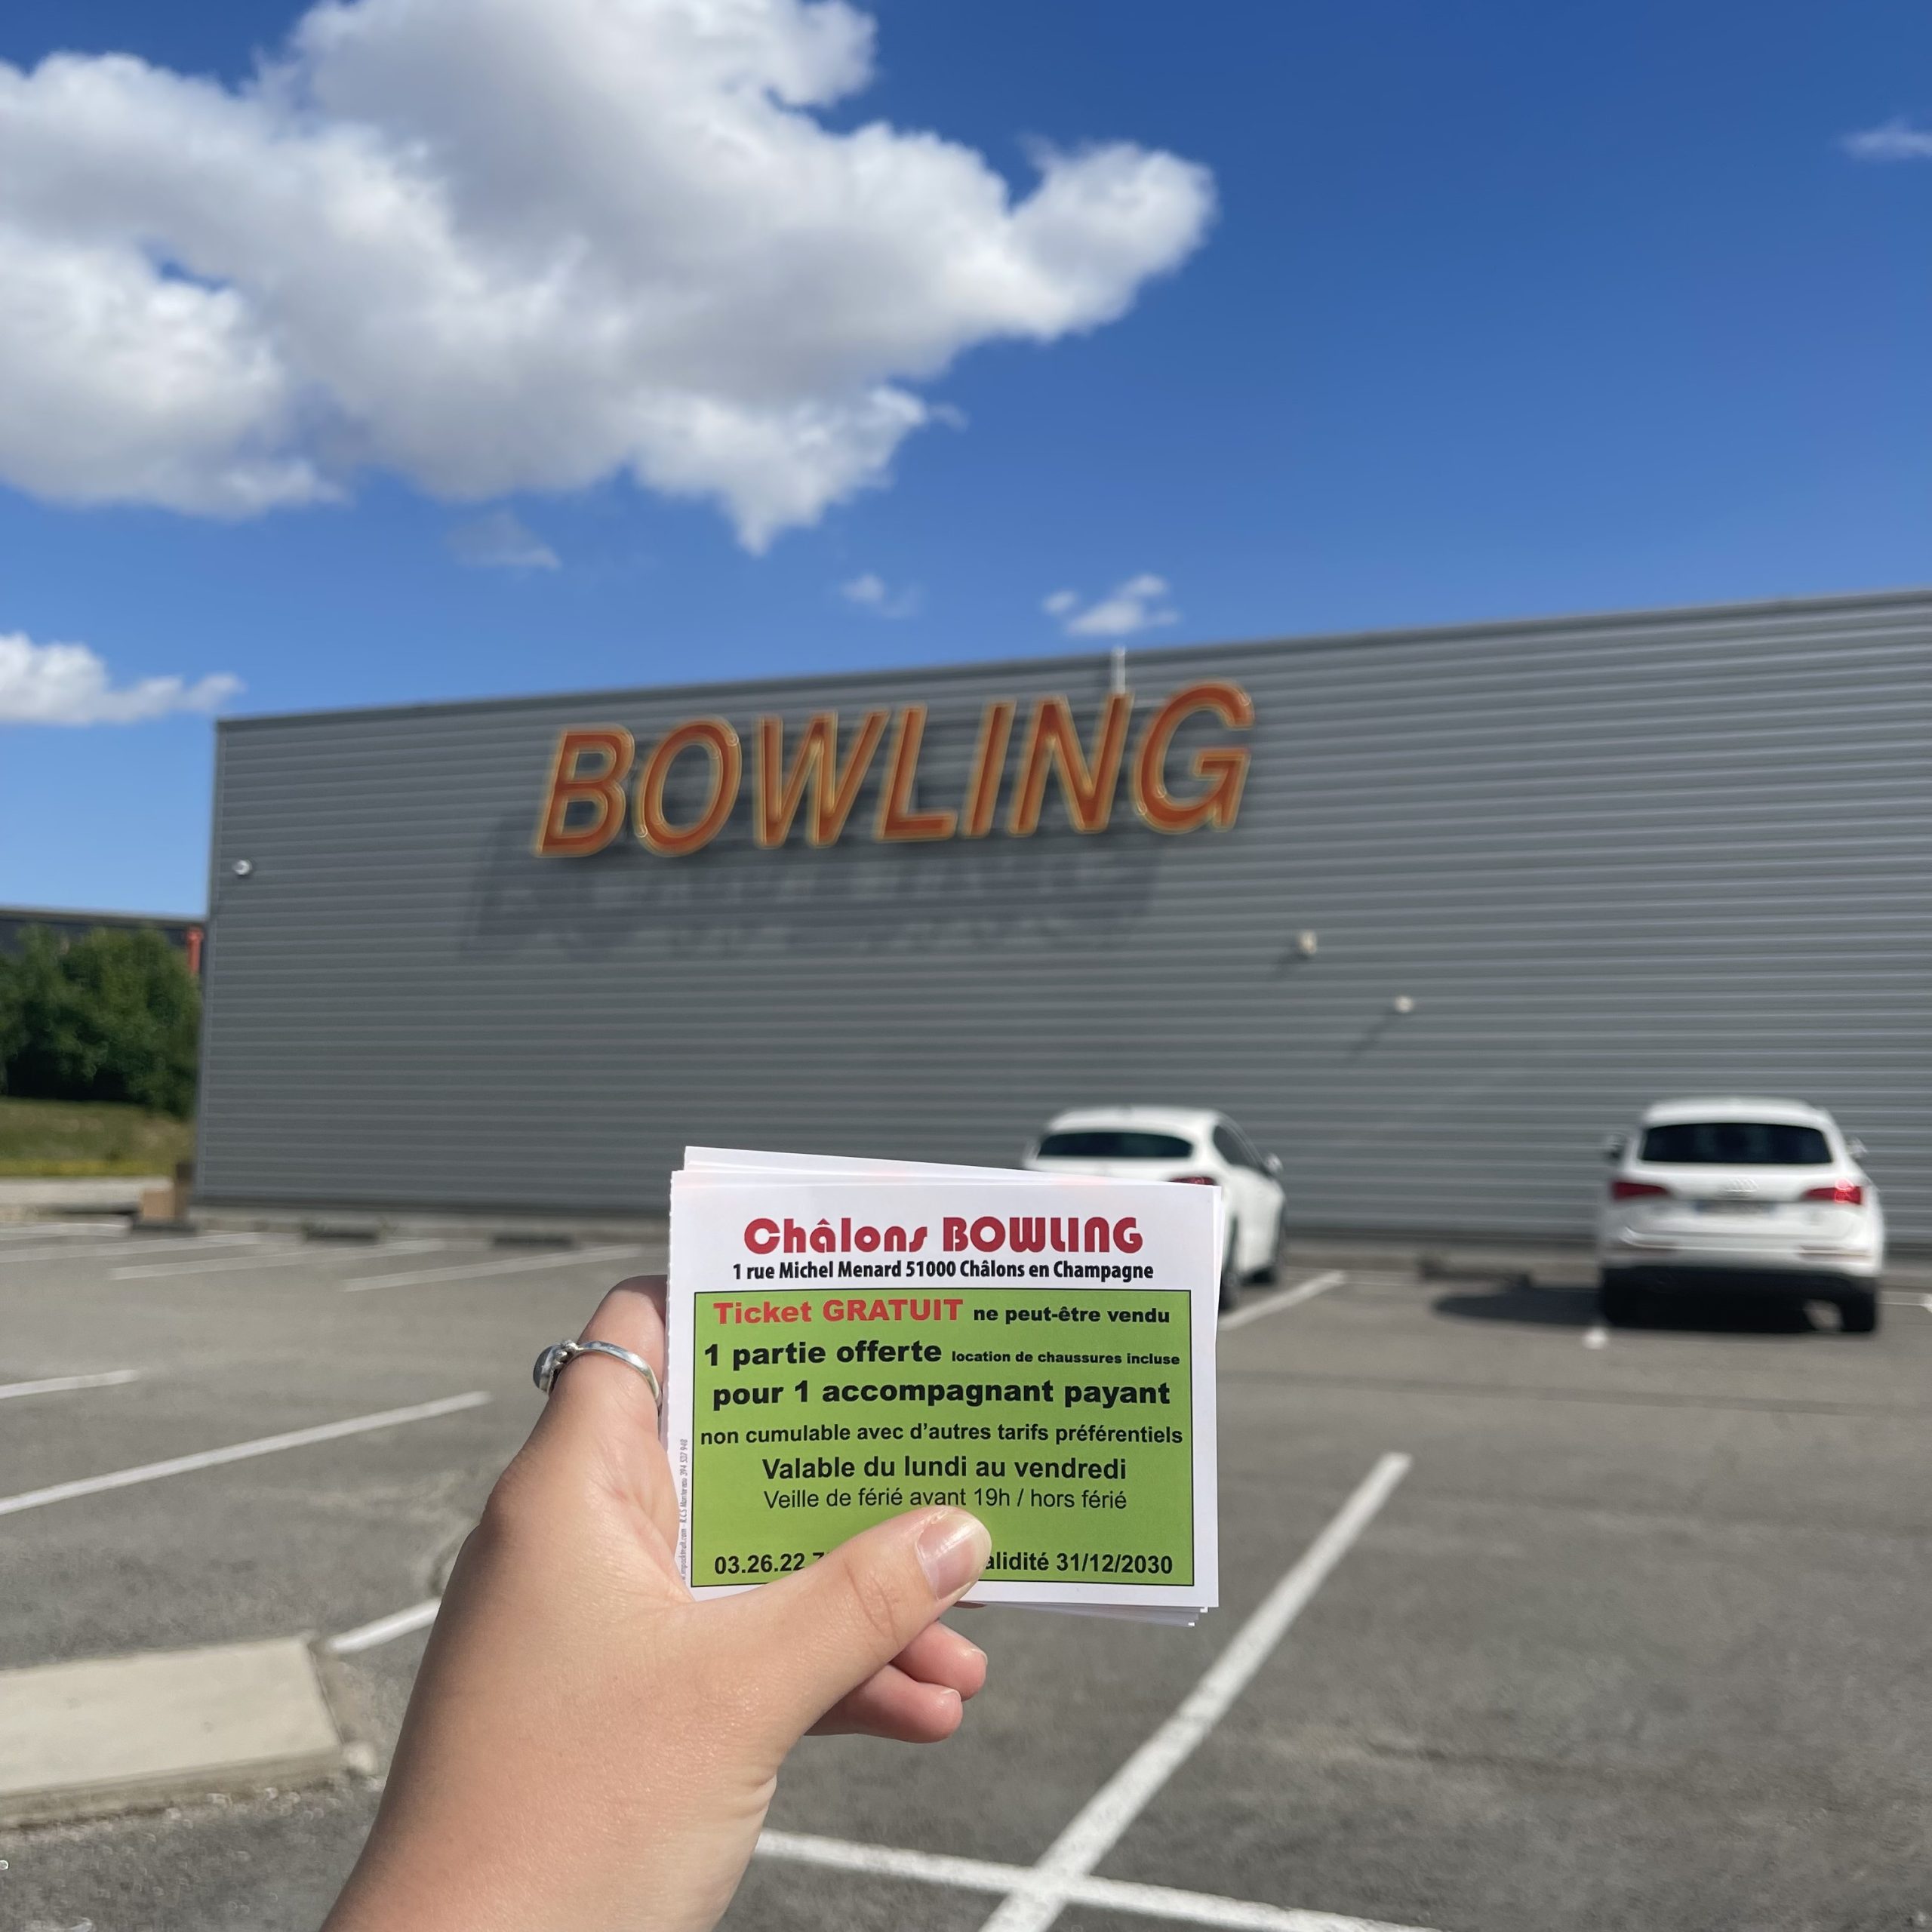 BOWLING
Châlons BOWLING
1 rue Michel Menard 51000 Châlons en Champagne
Ticket GRATUIT ne peut-être vendu
1 partie offerte location de chaussures incluse
pour 1 accompagnant payant
non cumulable avec d'autres tarifs préférentiels
Valable du lundi au vendredi
Veille de férié avant 19h / hors férié
03.26.22 alidité 31/12/2030